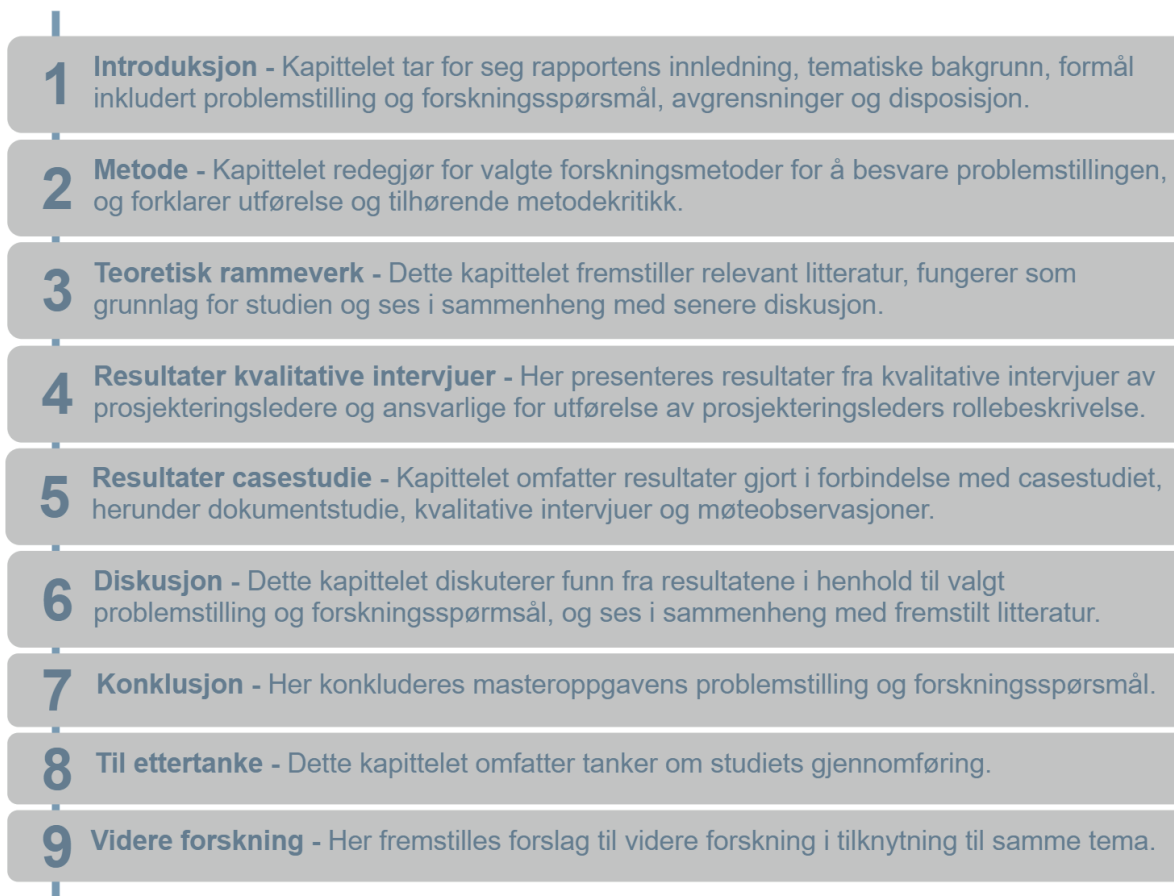 1
Introduksjon - Kapittelet tar for seg rapportens innledning, tematiske bakgrunn, formål
inkludert problemstilling og forskningsspørsmål, avgrensninger og disposisjon.
2
Metode - Kapittelet redegjør for valgte forskningsmetoder for å besvare problemstillingen,
og forklarer utførelse og tilhørende metodekritikk.
3
Teoretisk rammeverk - Dette kapittelet fremstiller relevant litteratur, fungerer som
grunnlag for studien og ses i sammenheng med senere diskusjon.
4
Resultater kvalitative intervjuer - Her presenteres resultater fra kvalitative intervjuer av
prosjekteringsledere og ansvarlige for utførelse av prosjekteringsleders rollebeskrivelse.
5
Resultater casestudie - Kapittelet omfatter resultater gjort i forbindelse med casestudiet,
herunder dokumentstudie, kvalitative intervjuer og møteobservasjoner.
6
Diskusjon - Dette kapittelet diskuterer funn fra resultatene i henhold til valgt
problemstilling og forskningsspørmsål, og ses i sammenheng med fremstilt litteratur.
7
Konklusjon - Her konkluderes masteroppgavens problemstilling og forskningsspørsmål.
8
Til ettertanke - Dette kapittelet omfatter tanker om studiets gjennomføring.
9
Videre forskning - Her fremstilles forslag til videre forskning i tilknytning til samme tema.